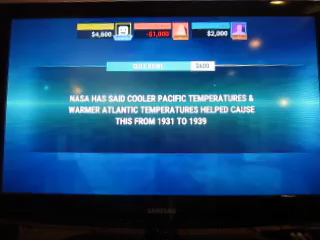 $4,600 -$1,000 $2,000
$600
NASA HAS SAID COOLER PACIFIC TEMPERATURES &
WARMER ATLANTIC TEMPERATURES HELPED CAUSE
THIS FROM 1931 TO 1939
SAMSUNG